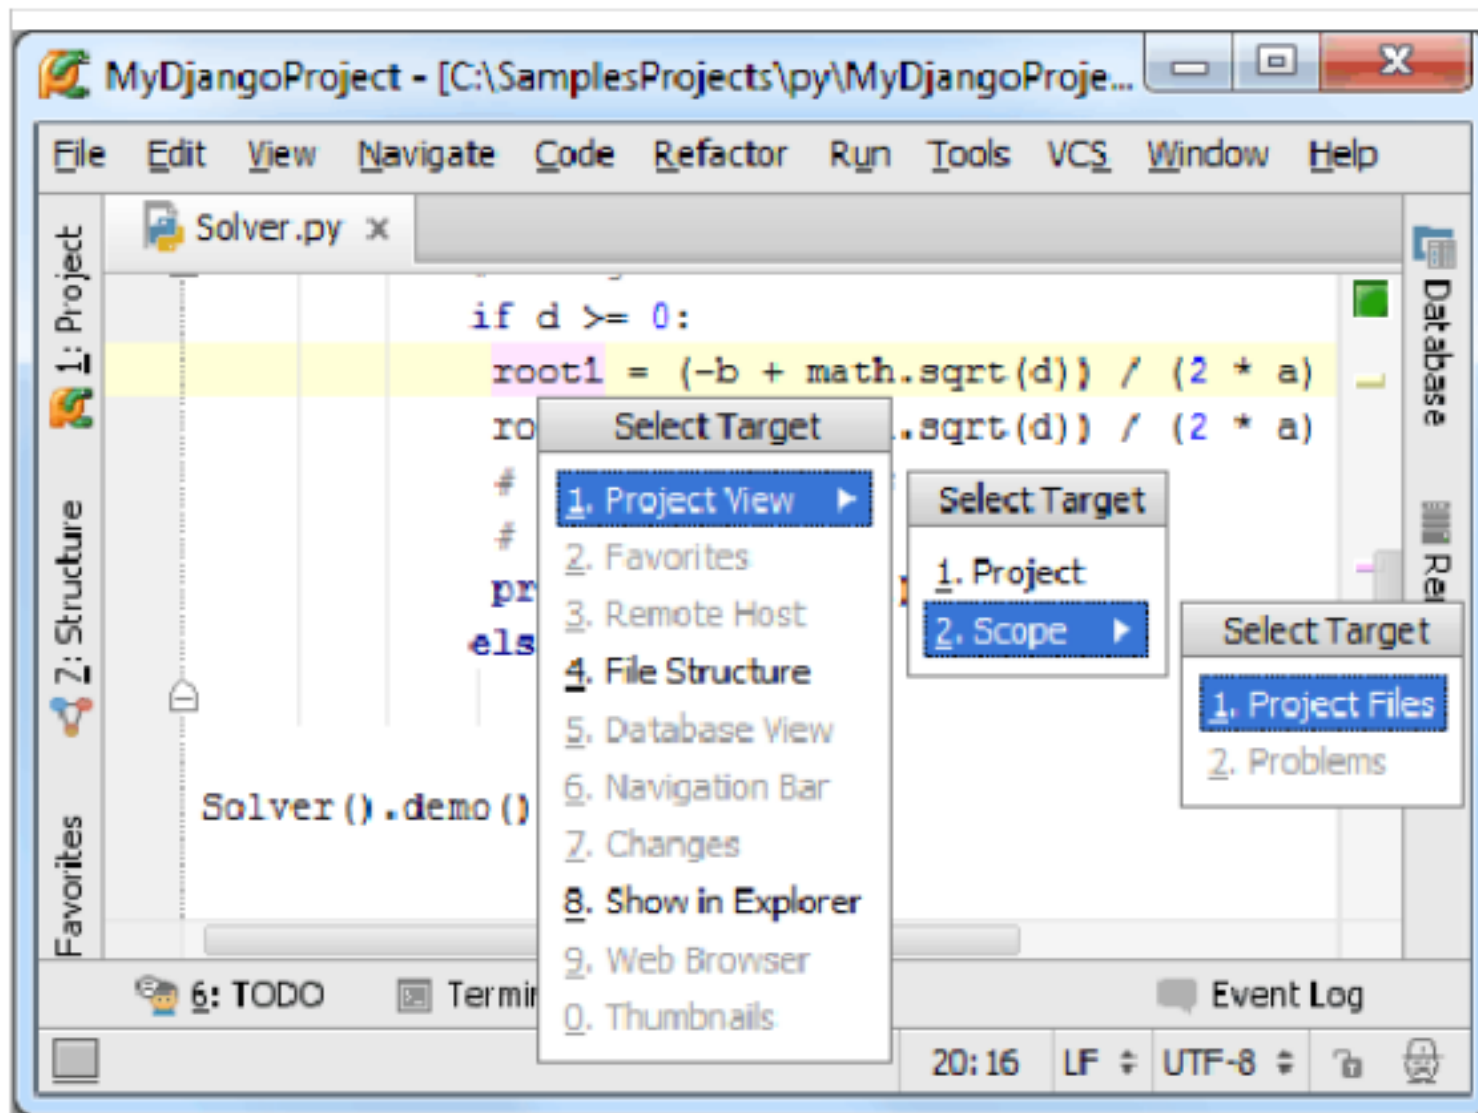 MyDjangoProject - [C:\SamplesProjects\py\MyDjangoProje...
File Edit View Navigate Code Refactor Run Tools VCS Window Help
Solver.py
1: Project
7: Structure
Favorites
Database
if d >= 0:
root1 = (-b + math.sqrt(d)) / (2 * a)
.sqrt(d)) / (2 * a)
#
#
Solver().demo()
Select Target
1. Project View
2. Favorites
3. Remote Host
4. File Structure
5. Database View
6. Navigation Bar
7. Changes
8. Show in Explorer
9. Web Browser
0. Thumbnails
Select Target
1. Project
2. Scope
Select Target
1. Project Files
2. Problems
6: TODO
Event Log
20:16 LF UTF-8